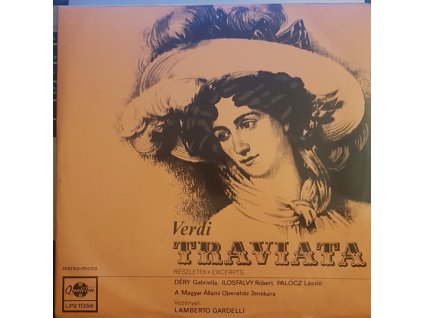 Verdi
TRAVIATA
RÉSZLETEK • EXCERPTS
stereo-mono
DÉRY Gabriella, ILOSFALVY Róbert, PALÓCZ László
A Magyar Állami Operaház Zenekara
Qualiton
LPX 11356
Vezényel:
LAMBERTO GARDELLI